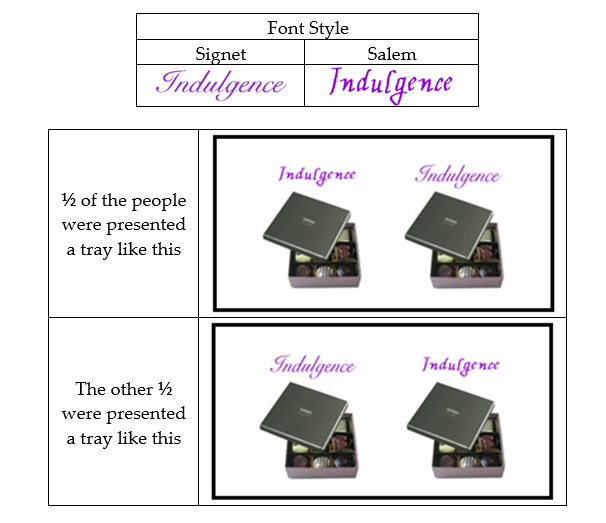 Font Style
Signet Salem
Indulgence Indulgence
½ of the people
were presented
a tray like this
Indulgence Indulgence
The other ½
were presented
a tray like this
Indulgence Indulgence